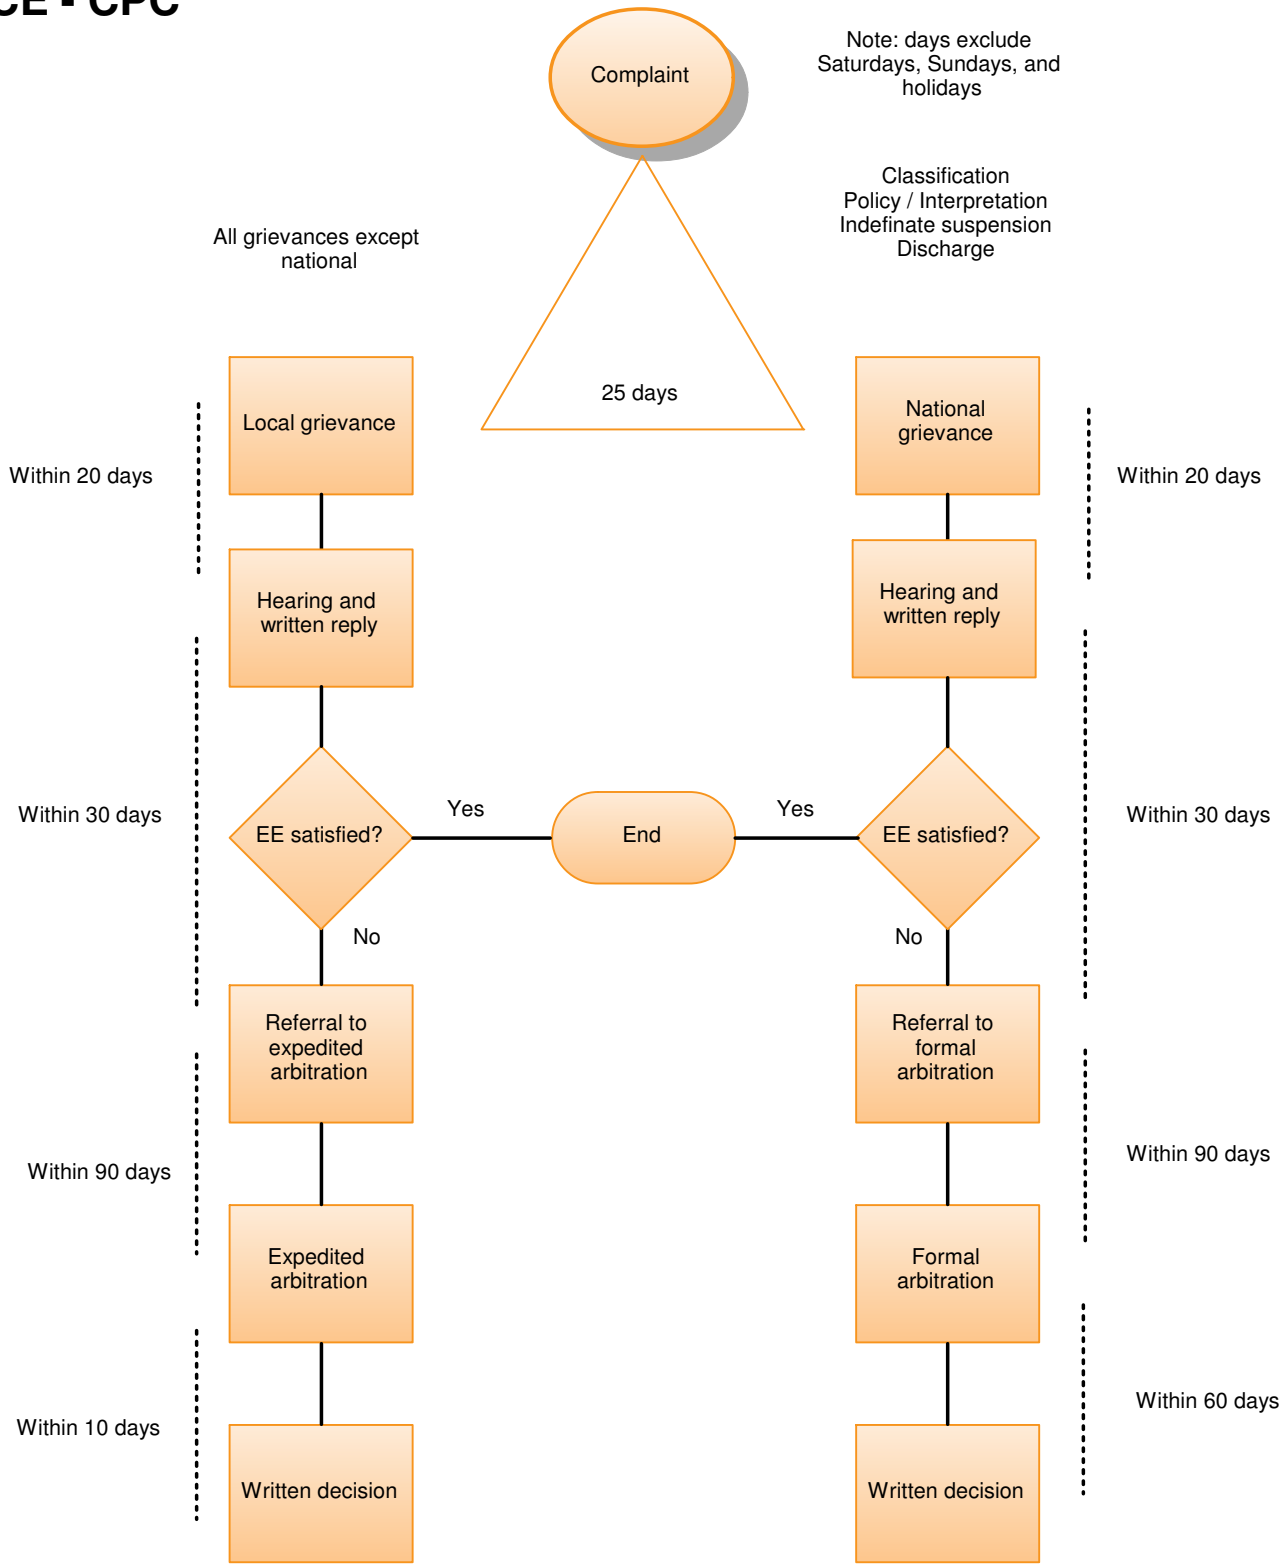 CE - CPC
Complaint
Note: days exclude
Saturdays, Sundays, and
holidays
Classification
Policy / Interpretation
Indefinate suspension
Discharge
All grievances except
national
25 days
Local grievance
National
grievance
Within 20 days
Within 20 days
Hearing and
written reply
Hearing and
written reply
Within 30 days
EE satisfied?
Yes
End
Yes
EE satisfied?
Within 30 days
No
No
Referral to
expedited
arbitration
Referral to
formal
arbitration
Within 90 days
Within 90 days
Expedited
arbitration
Formal
arbitration
Within 10 days
Within 60 days
Written decision
Written decision